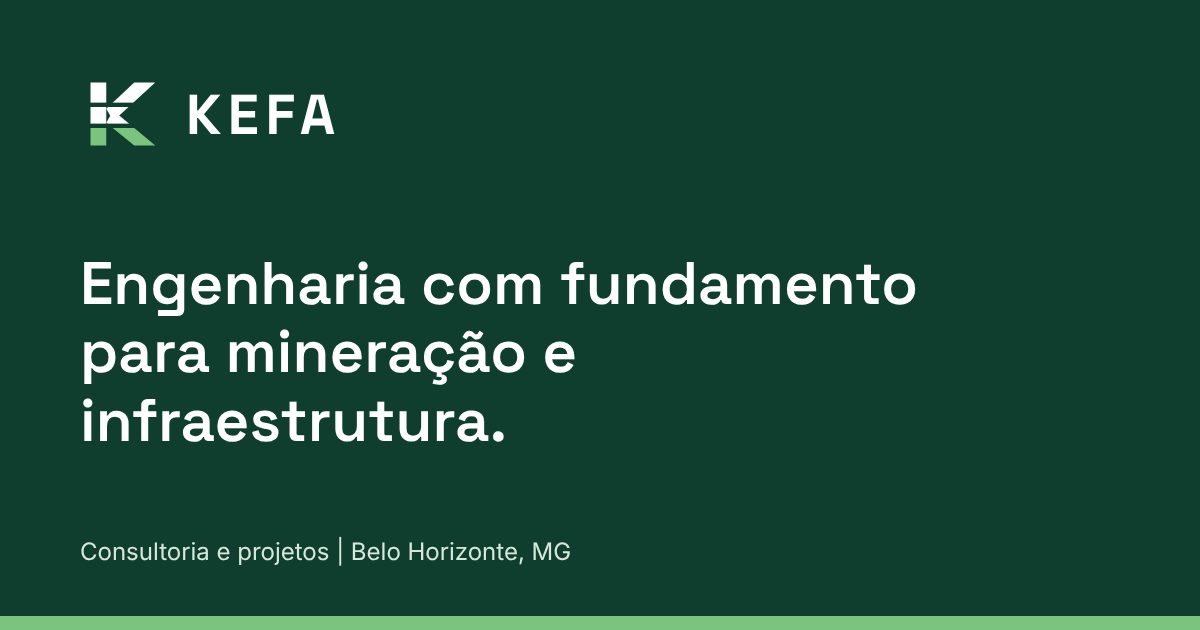 KEFA
Engenharia com fundamento
para mineração e
infraestrutura.
Consultoria e projetos | Belo Horizonte, MG